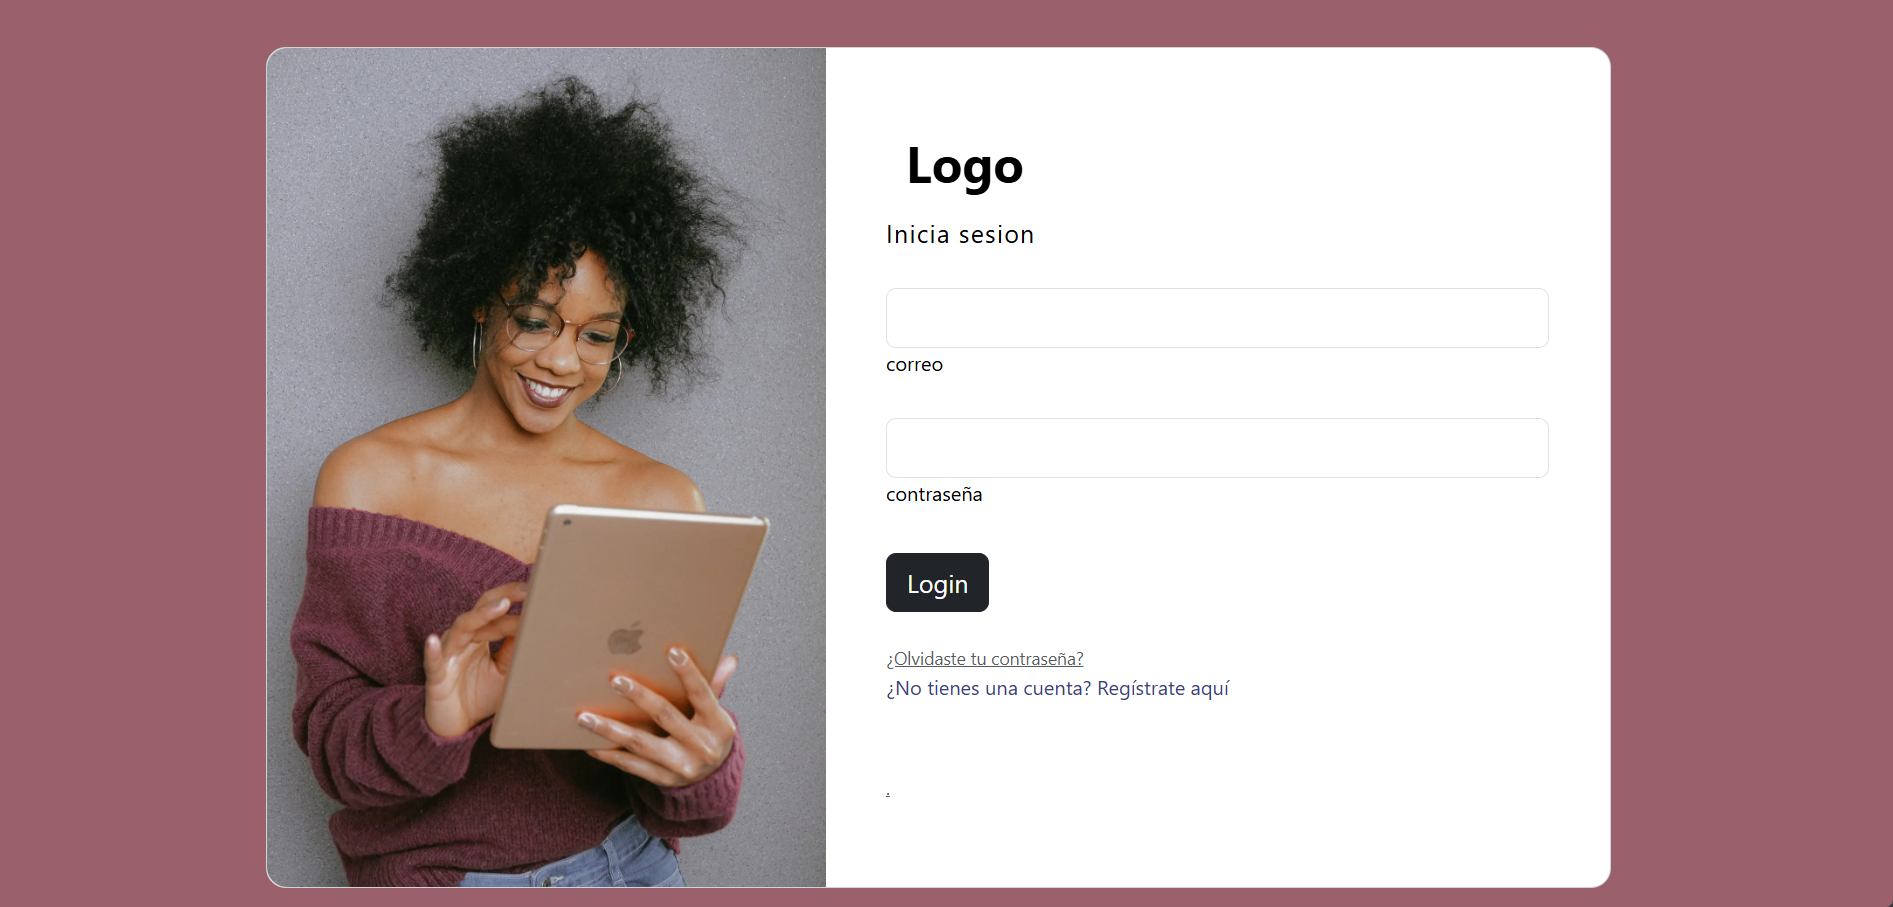 Logo
Inicia sesion
correo
contraseña
Login
¿Olvidaste tu contraseña?
¿No tienes una cuenta? Regístrate aquí
.